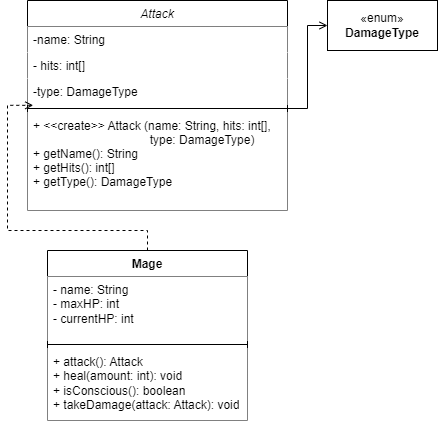 Attack
-name: String
- hits: int[]
-type: DamageType
+ <<create>> Attack (name: String, hits: int[],
type: DamageType)
+ getName(): String
+ getHits(): int[]
+ getType(): DamageType
«enum»
DamageType
Mage
- name: String
- maxHP: int
- currentHP: int
+ attack(): Attack
+ heal(amount: int): void
+ isConscious(): boolean
+ takeDamage(attack: Attack): void